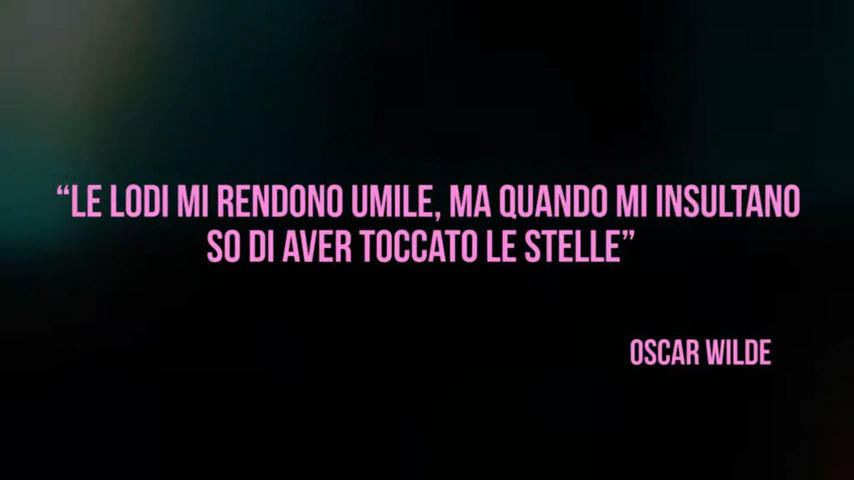 “LE LODI MI RENDONO UMILE, MA QUANDO MI INSULTANO
SO DI AVER TOCCATO LE STELLE”
OSCAR WILDE